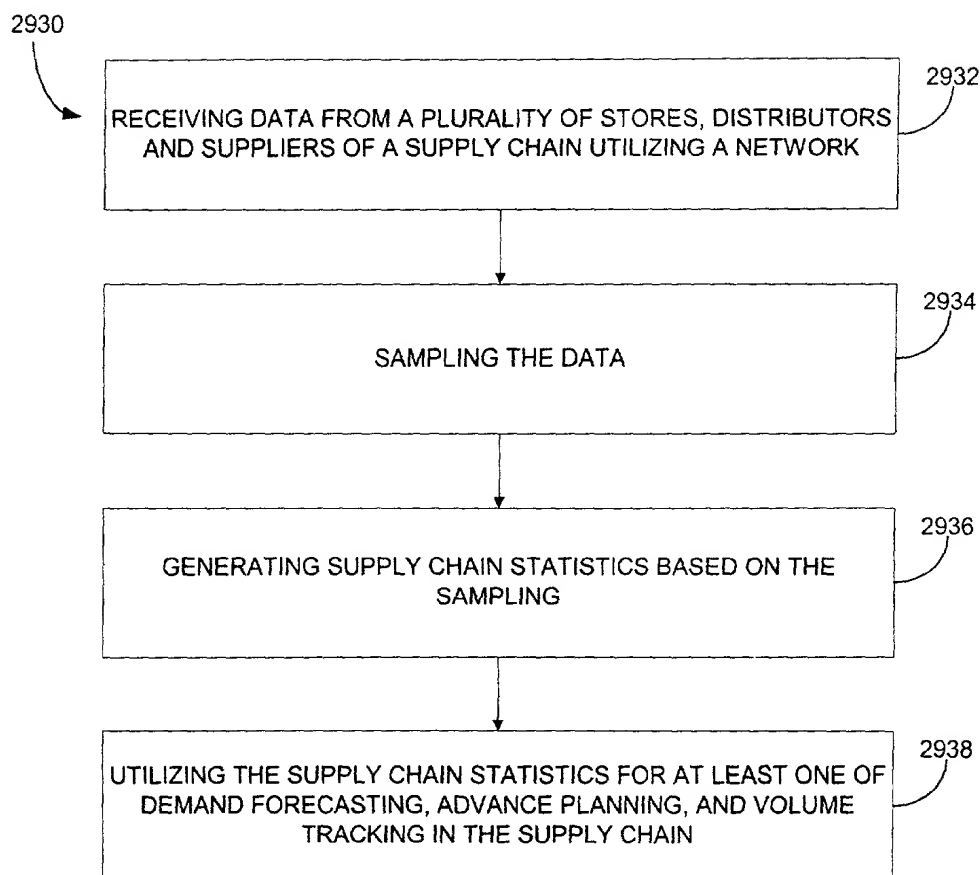 2930
2932
RECEIVING DATA FROM A PLURALITY OF STORES, DISTRIBUTORS
AND SUPPLIERS OF A SUPPLY CHAIN UTILIZING A NETWORK
2934
SAMPLING THE DATA
2936
GENERATING SUPPLY CHAIN STATISTICS BASED ON THE
SAMPLING
2938
UTILIZING THE SUPPLY CHAIN STATISTICS FOR AT LEAST ONE OF
DEMAND FORECASTING, ADVANCE PLANNING, AND VOLUME
TRACKING IN THE SUPPLY CHAIN